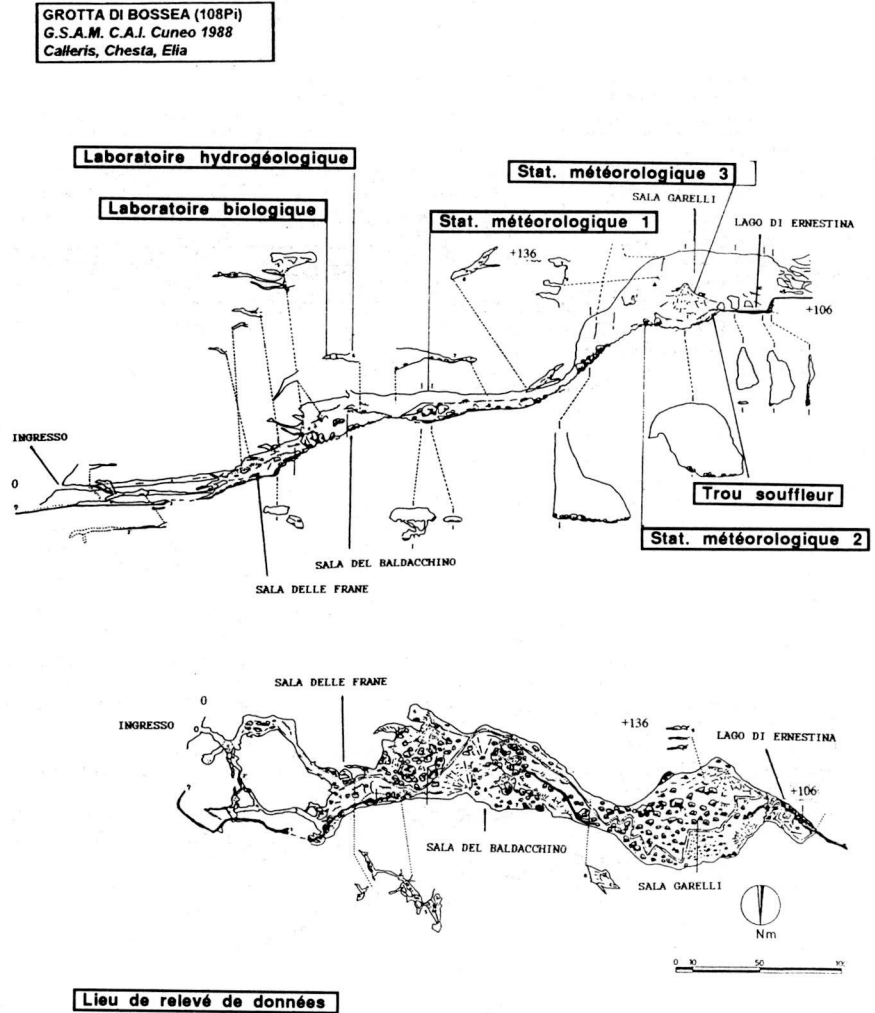 GROTTA DI BOSSEA (108Pi)
G.S.A.M. C.A.I. Cuneo 1988
Calleris, Chesta, Elia
Laboratoire hydrogéologique
Stat. météorologique 3
SALA GARELLI
Laboratoire biologique
Stat. météorologique 1
LAGO DI ERNESTINA
+136
+106
INGRESSO
0
?
Trou souffleur
Stat. météorologique 2
SALA DEL BALDACCHINO
SALA DELLE FRANE
SALA DELLE FRANE
0
INGRESSO
+136
LAGO DI ERNESTINA
+106
SALA DEL BALDACCHINO
SALA GARELLI
Nm
0 10 50 100
Lieu de relevé de données